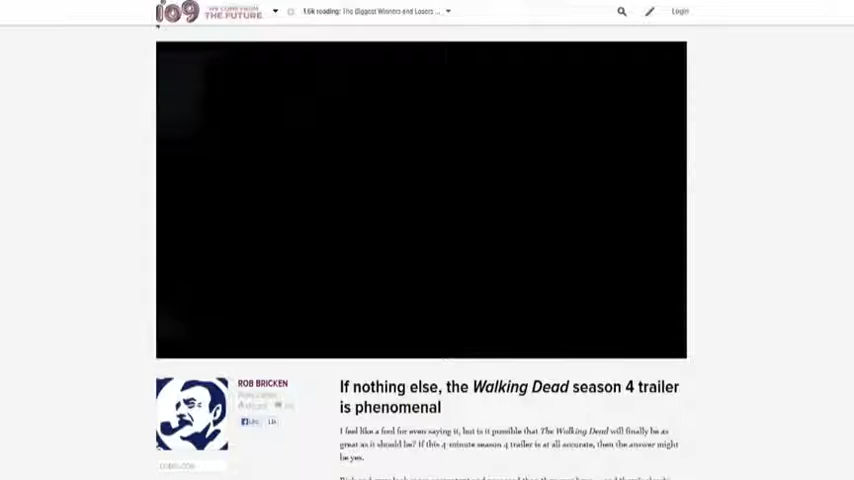 io9 WE COME FROM
THE FUTURE
1.6k reading: The Biggest Winners and Losers ...
Login
ROB BRICKEN
If nothing else, the Walking Dead season 4 trailer
is phenomenal
Like
I feel like a fool for even saying it, but is it possible that The Walking Dead will finally be as
great as it should be? If this 4-minute season 4 trailer is at all accurate, then the answer might
be yes.